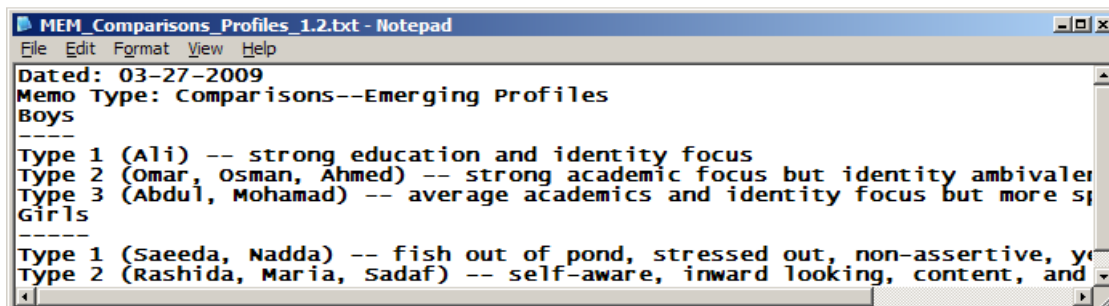 MEM_Comparisons_Profiles_1.2.txt - Notepad
File Edit Format View Help
Dated: 03-27-2009
Memo Type: Comparisons--Emerging Profiles
Boys
----
Type 1 (Ali) -- strong education and identity focus
Type 2 (Omar, Osman, Ahmed) -- strong academic focus but identity
Type 3 (Abdul, Mohamad) -- average academics and identity focus but more
Girls
-----
Type 1 (Saeeda, Nadda) -- fish out of pond, stressed out, non-assertive,
Type 2 (Rashida, Maria, Sadaf) -- self-aware, inward looking, content, and